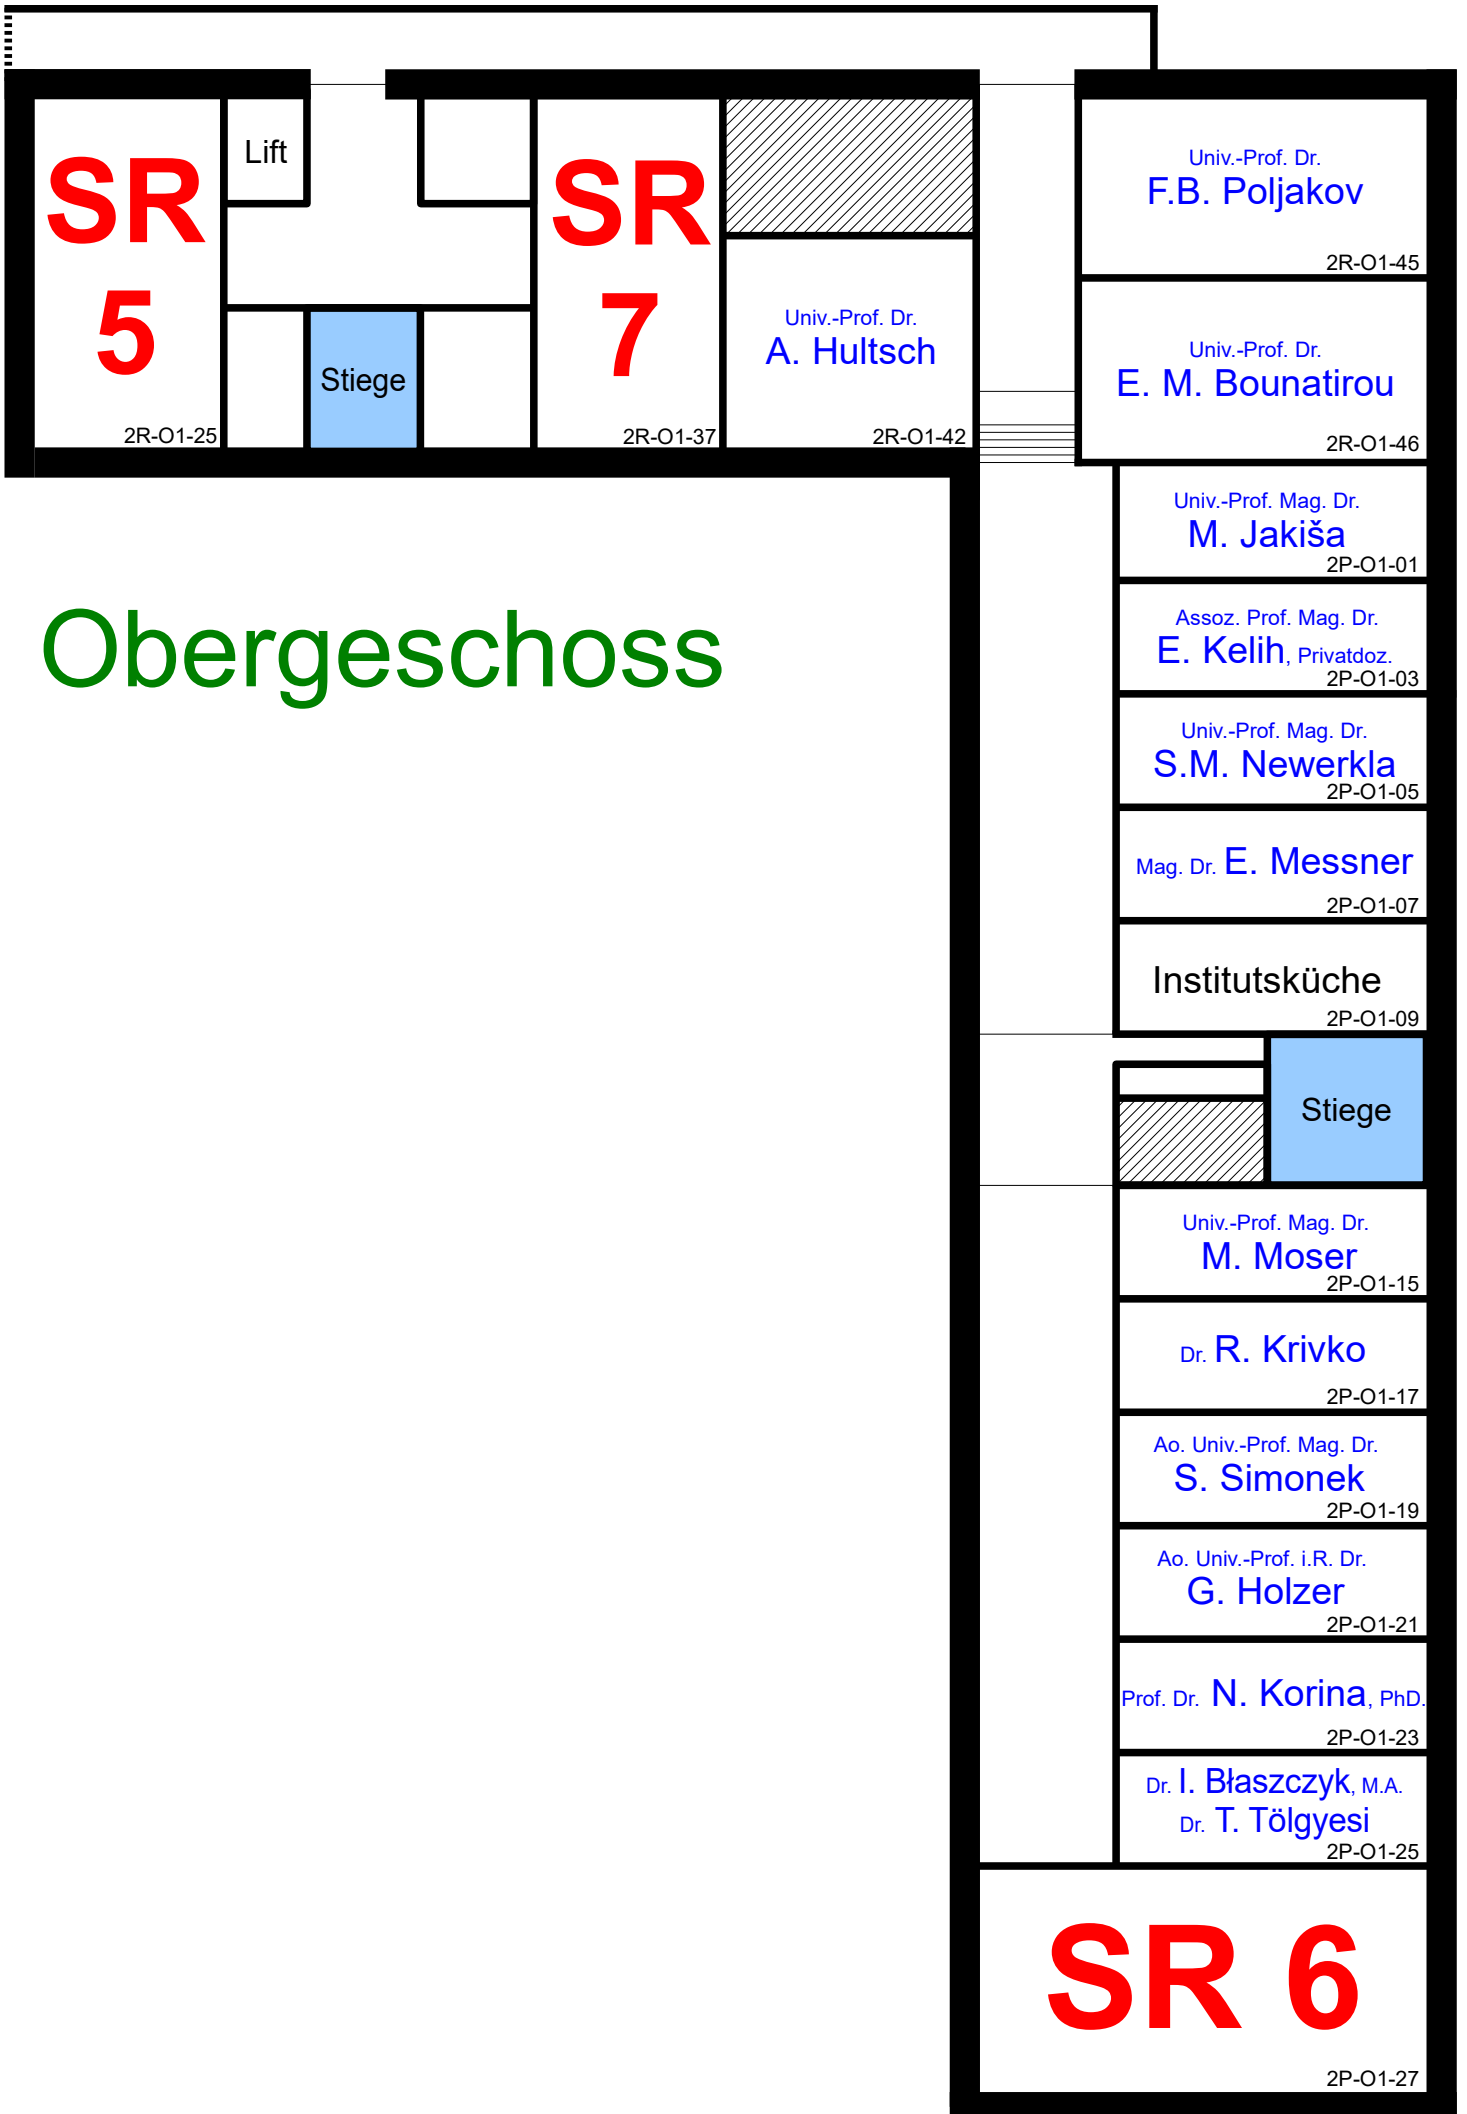 SR
5
2R-O1-25
Lift
Stiege
SR
7
2R-O1-37
Univ.-Prof. Dr.
A. Hultsch
2R-O1-42
Univ.-Prof. Dr.
F.B. Poljakov
2R-O1-45
Univ.-Prof. Dr.
E. M. Bounatirou
2R-O1-46
Obergeschoss
Univ.-Prof. Mag. Dr.
M. Jakiša
2P-O1-01
Assoz. Prof. Mag. Dr.
E. Kelih, Privatdoz.
2P-O1-03
Univ.-Prof. Mag. Dr.
S.M. Newerkla
2P-O1-05
Mag. Dr. E. Messner
2P-O1-07
Institutsküche
2P-O1-09
Stiege
Univ.-Prof. Mag. Dr.
M. Moser
2P-O1-15
Dr. R. Krivko
2P-O1-17
Ao. Univ.-Prof. Mag. Dr.
S. Simonek
2P-O1-19
Ao. Univ.-Prof. i.R. Dr.
G. Holzer
2P-O1-21
Prof. Dr. N. Korina, PhD.
2P-O1-23
Dr. I. Błaszczyk, M.A.
Dr. T. Tölgyesi
2P-O1-25
SR 6
2P-O1-27